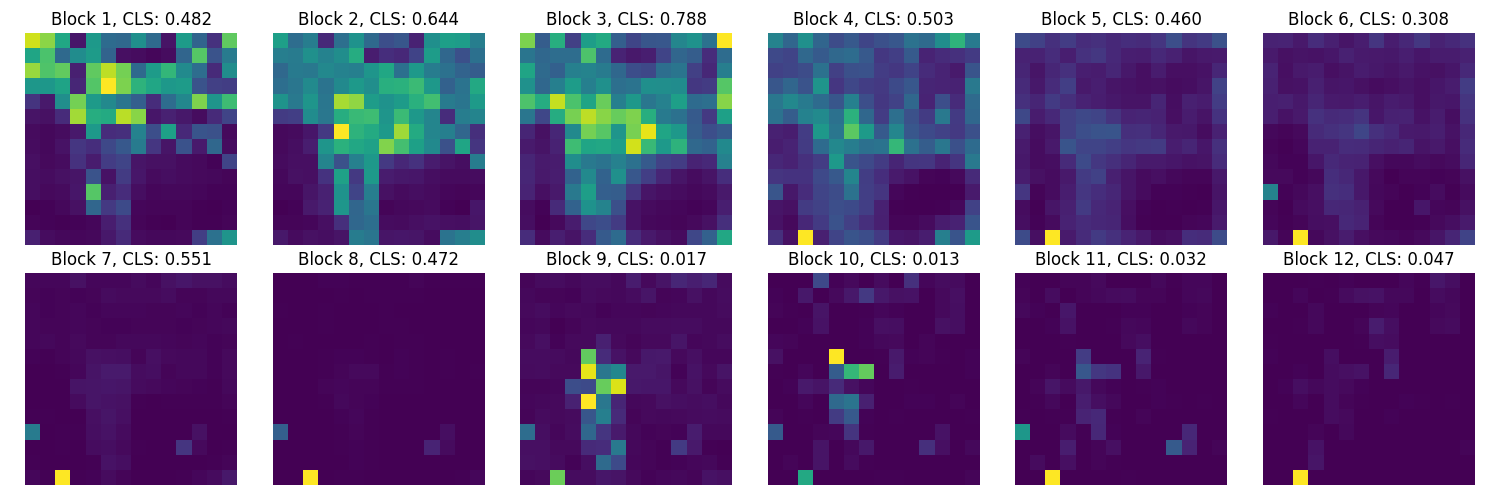 Block 1, CLS: 0.482
Block 2, CLS: 0.644
Block 3, CLS: 0.788
Block 4, CLS: 0.503
Block 5, CLS: 0.460
Block 6, CLS: 0.308
Block 7, CLS: 0.551
Block 8, CLS: 0.472
Block 9, CLS: 0.017
Block 10, CLS: 0.013
Block 11, CLS: 0.032
Block 12, CLS: 0.047